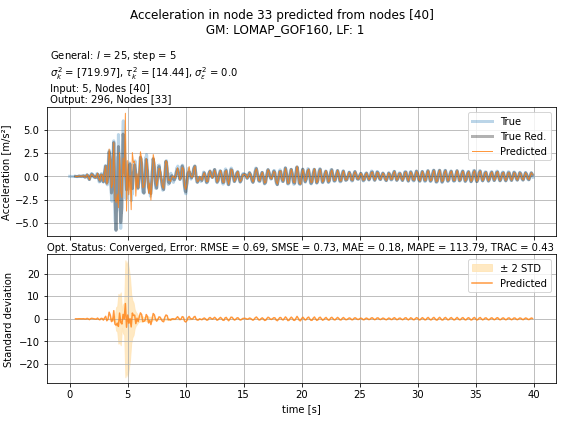 Acceleration in node 33 predicted from nodes [40]
GM: LOMAP_GOF160, LF: 1
General: l = 25, step = 5
σ²ₖ = [719.97], τ²ₖ = [14.44], σ²ε = 0.0
Input: 5, Nodes [40]
Output: 296, Nodes [33]
Acceleration [m/s²]
5.0
2.5
0.0
−2.5
−5.0
True
True Red.
Predicted
Opt. Status: Converged, Error: RMSE = 0.69, SMSE = 0.73, MAE = 0.18, MAPE = 113.79, TRAC = 0.43
Standard deviation
20
10
0
−10
−20
± 2 STD
Predicted
0 5 10 15 20 25 30 35 40
time [s]